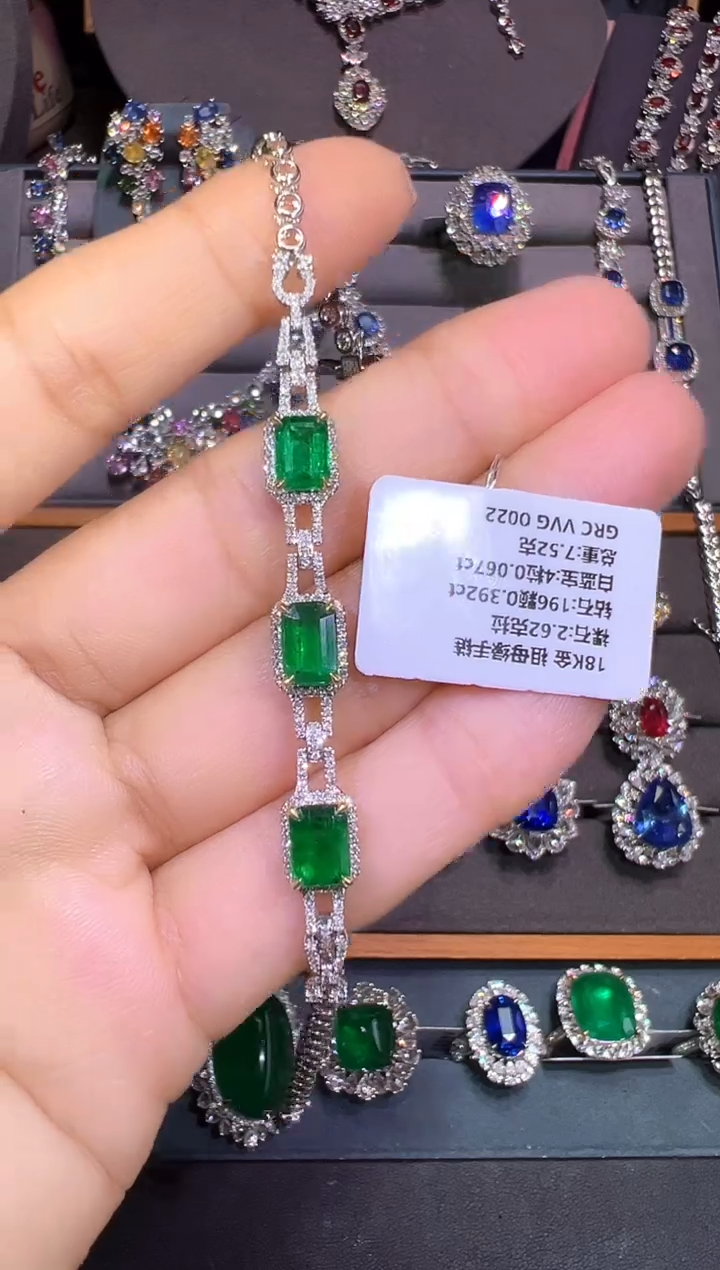 18K金 祖母绿手链
裸石:2.62克拉
钻石:196颗0.392ct
白蓝宝:4粒0.067ct
总重:7.52克
GRC VVG 0022